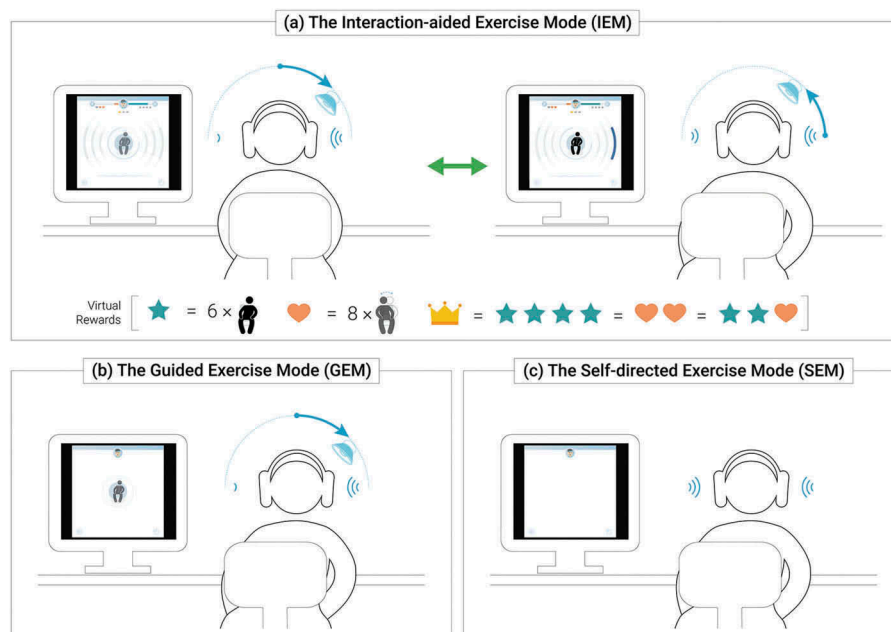 (a) The Interaction-aided Exercise Mode (IEM)
Virtual
Rewards
= 6 ×
= 8 ×
= = =
(b) The Guided Exercise Mode (GEM)
(c) The Self-directed Exercise Mode (SEM)